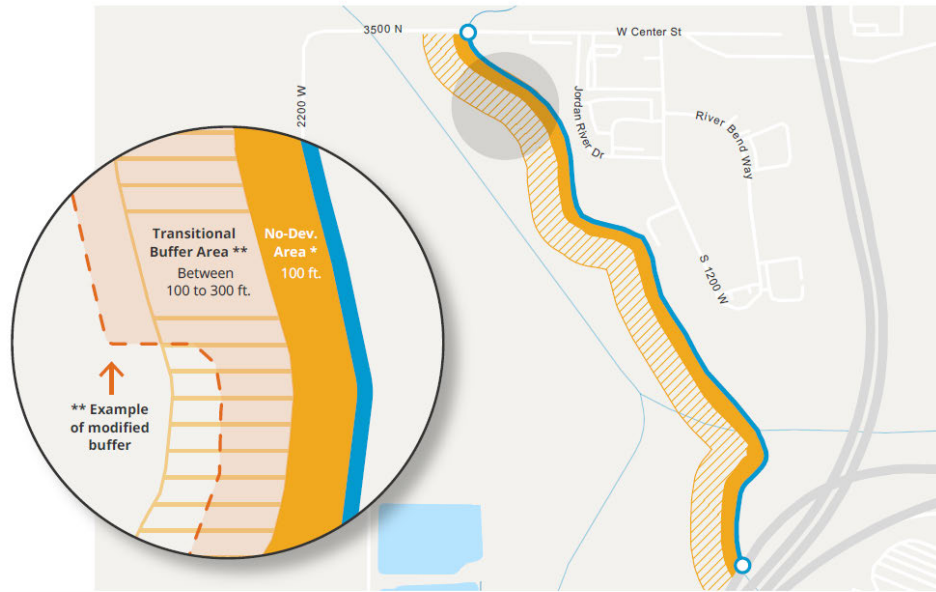 3500 N
W Center St
2200 W
Jordan River Dr
River Bend Way
S 1200 W
Transitional
Buffer Area **
Between
100 to 300 ft.
No-Dev.
Area *
100 ft.
** Example
of modified
buffer